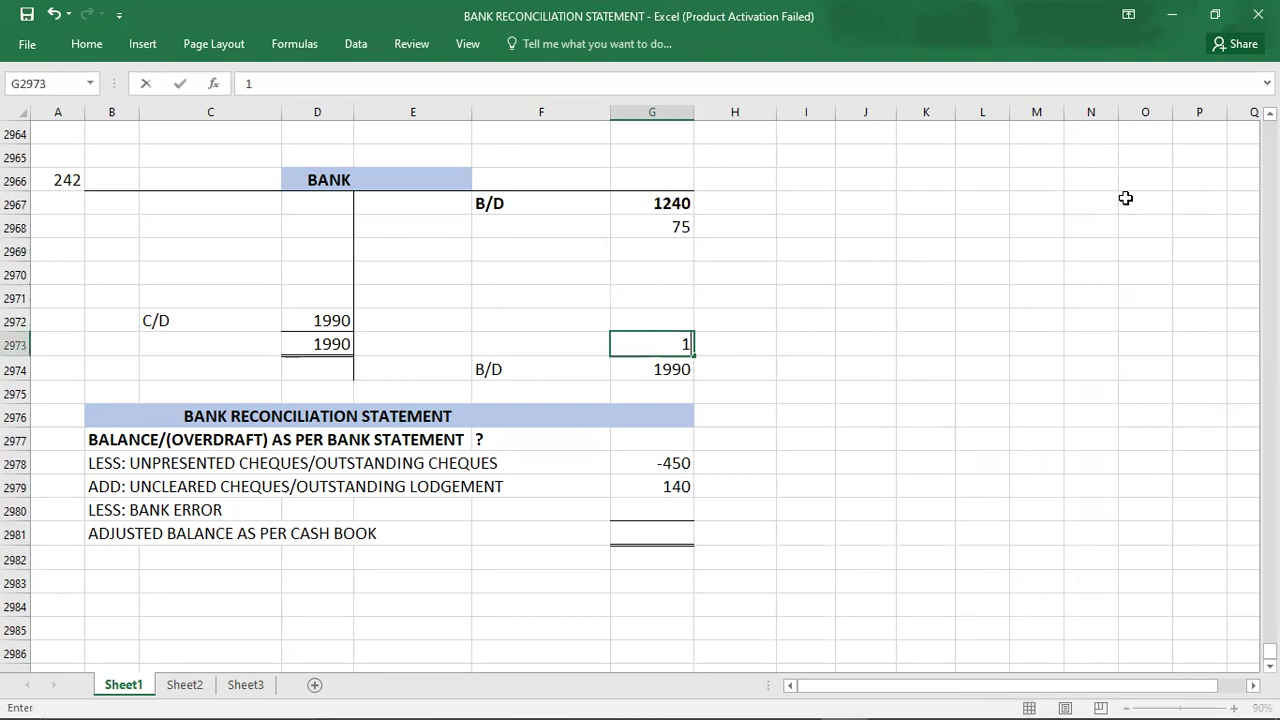 BANK RECONCILIATION STATEMENT - Excel (Product Activation Failed)
File Home Insert Page Layout Formulas Data Review View Tell me what you want to do... Share
G2973 fx 1
A B C D E F G H I J K L M N O P Q
2964
2965
2966 242 BANK
2967 B/D 1240
2968 75
2969
2970
2971
2972 C/D 1990
2973 1990 1
2974 B/D 1990
2975
2976 BANK RECONCILIATION STATEMENT
2977 BALANCE/(OVERDRAFT) AS PER BANK STATEMENT ?
2978 LESS: UNPRESENTED CHEQUES/OUTSTANDING CHEQUES -450
2979 ADD: UNCLEARED CHEQUES/OUTSTANDING LODGEMENT 140
2980 LESS: BANK ERROR
2981 ADJUSTED BALANCE AS PER CASH BOOK
2982
2983
2984
2985
2986
Sheet1 Sheet2 Sheet3
Enter 90%